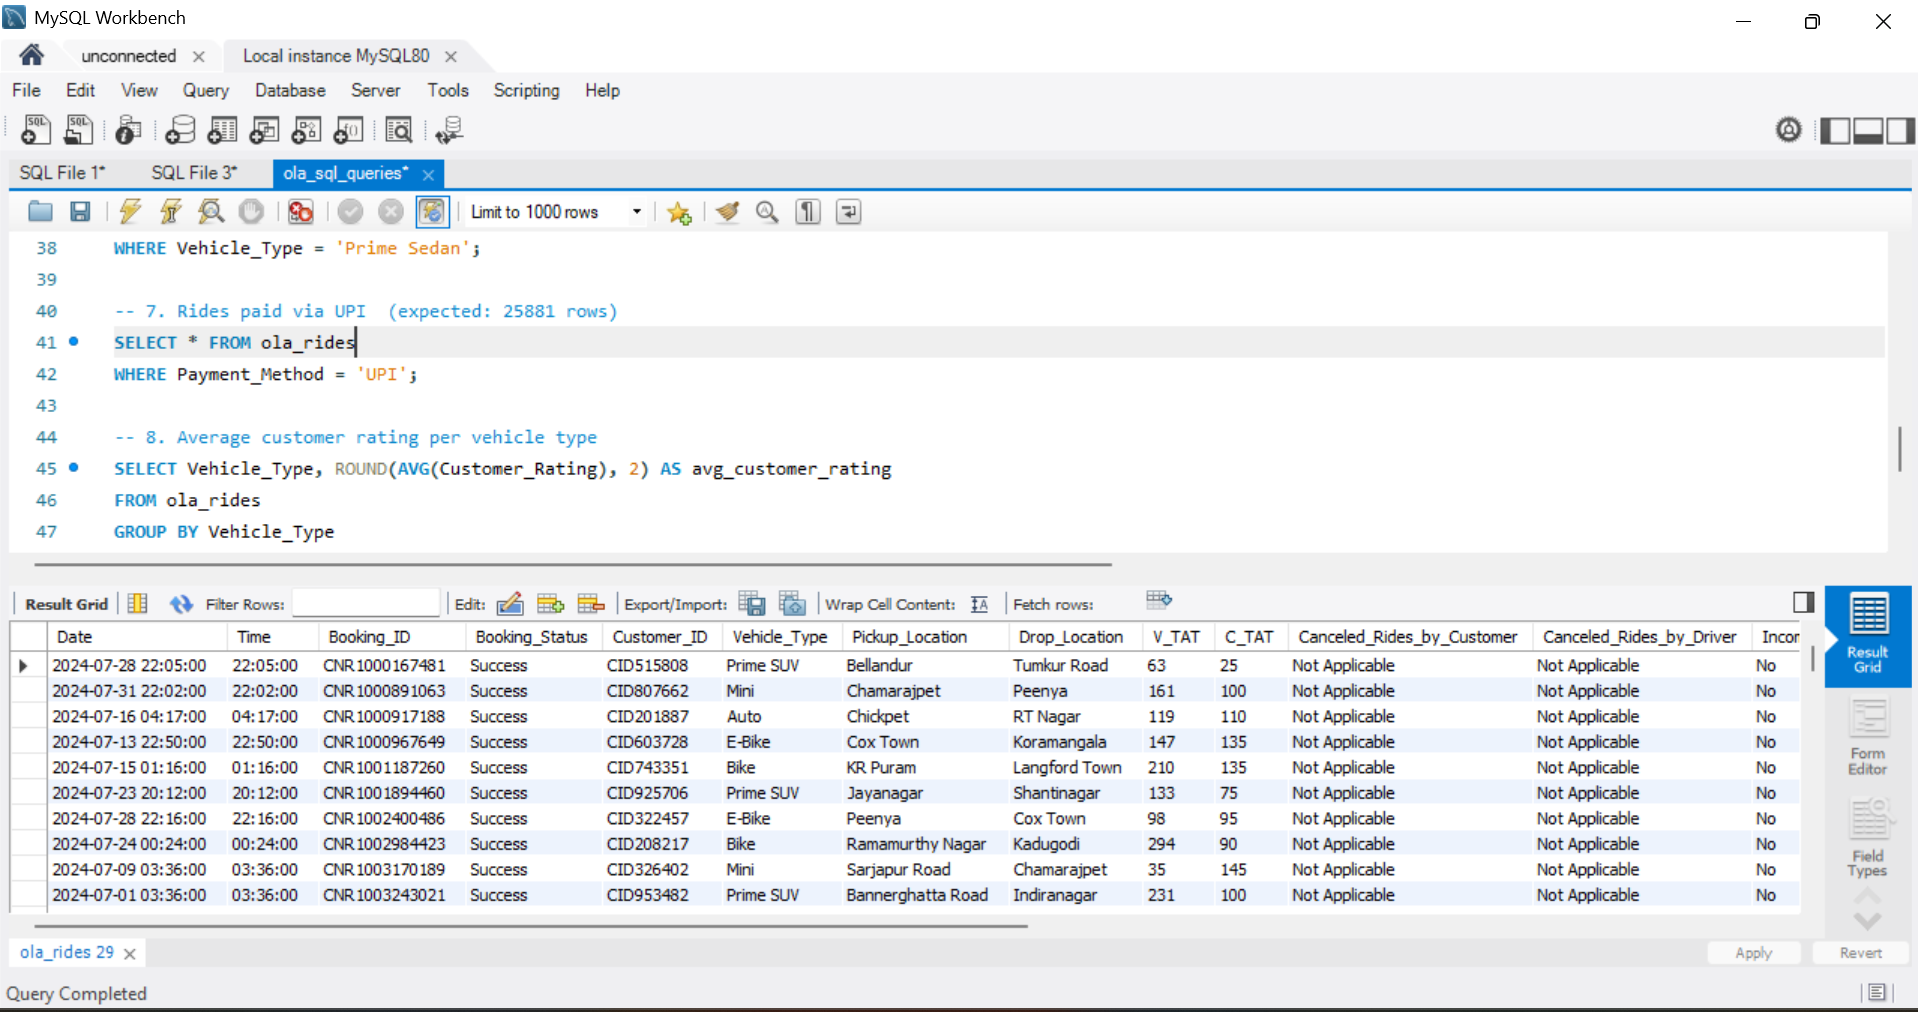 MySQL Workbench
unconnected
Local instance MySQL80
File Edit View Query Database Server Tools Scripting Help
SQL File 1* SQL File 3* ola_sql_queries*
Limit to 1000 rows
38 WHERE Vehicle_Type = 'Prime Sedan';
39
40 -- 7. Rides paid via UPI  (expected: 25881 rows)
41 SELECT * FROM ola_rides
42 WHERE Payment_Method = 'UPI';
43
44 -- 8. Average customer rating per vehicle type
45 SELECT Vehicle_Type, ROUND(AVG(Customer_Rating), 2) AS avg_customer_rating
46 FROM ola_rides
47 GROUP BY Vehicle_Type
Result Grid Filter Rows: Edit: Export/Import: Wrap Cell Content: Fetch rows:
Date Time Booking_ID Booking_Status Customer_ID Vehicle_Type Pickup_Location Drop_Location V_TAT C_TAT Canceled_Rides_by_Customer Canceled_Rides_by_Driver Incor
2024-07-28 22:05:00 22:05:00 CNR1000167481 Success CID515808 Prime SUV Bellandur Tumkur Road 63 25 Not Applicable Not Applicable No
2024-07-31 22:02:00 22:02:00 CNR1000891063 Success CID807662 Mini Chamarajpet Peenya 161 100 Not Applicable Not Applicable No
2024-07-16 04:17:00 04:17:00 CNR1000917188 Success CID201887 Auto Chickpet RT Nagar 119 110 Not Applicable Not Applicable No
2024-07-13 22:50:00 22:50:00 CNR1000967649 Success CID603728 E-Bike Cox Town Koramangala 147 135 Not Applicable Not Applicable No
2024-07-15 01:16:00 01:16:00 CNR1001187260 Success CID743351 Bike KR Puram Langford Town 210 135 Not Applicable Not Applicable No
2024-07-23 20:12:00 20:12:00 CNR1001894460 Success CID925706 Prime SUV Jayanagar Shantinagar 133 75 Not Applicable Not Applicable No
2024-07-28 22:16:00 22:16:00 CNR1002400486 Success CID322457 E-Bike Peenya Cox Town 98 95 Not Applicable Not Applicable No
2024-07-24 00:24:00 00:24:00 CNR1002984423 Success CID208217 Bike Ramamurthy Nagar Kadugodi 294 90 Not Applicable Not Applicable No
2024-07-09 03:36:00 03:36:00 CNR1003170189 Success CID326402 Mini Sarjapur Road Chamarajpet 35 145 Not Applicable Not Applicable No
2024-07-01 03:36:00 03:36:00 CNR1003243021 Success CID953482 Prime SUV Bannerghatta Road Indiranagar 231 100 Not Applicable Not Applicable No
Result
Grid
Form
Editor
Field
Types
ola_rides 29
Apply Revert
Query Completed